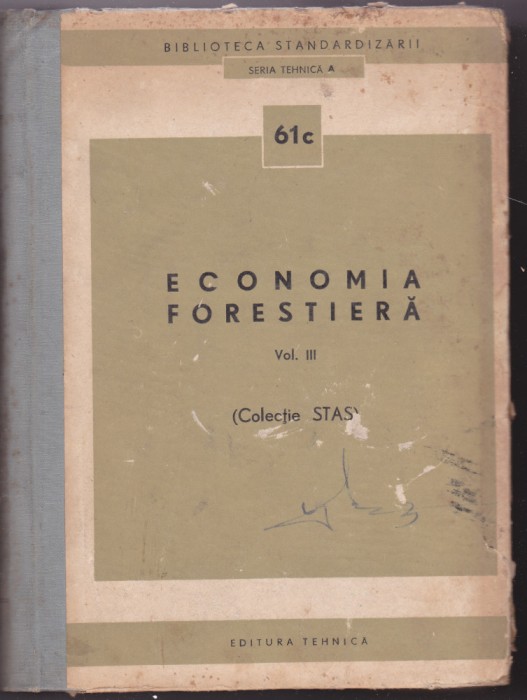 BIBLIOTECA STANDARDIZĂRII
SERIA TEHNICĂ A
61c
ECONOMIA
FORESTIERĂ
Vol. III
(Colecție STAS)
EDITURA TEHNICĂ